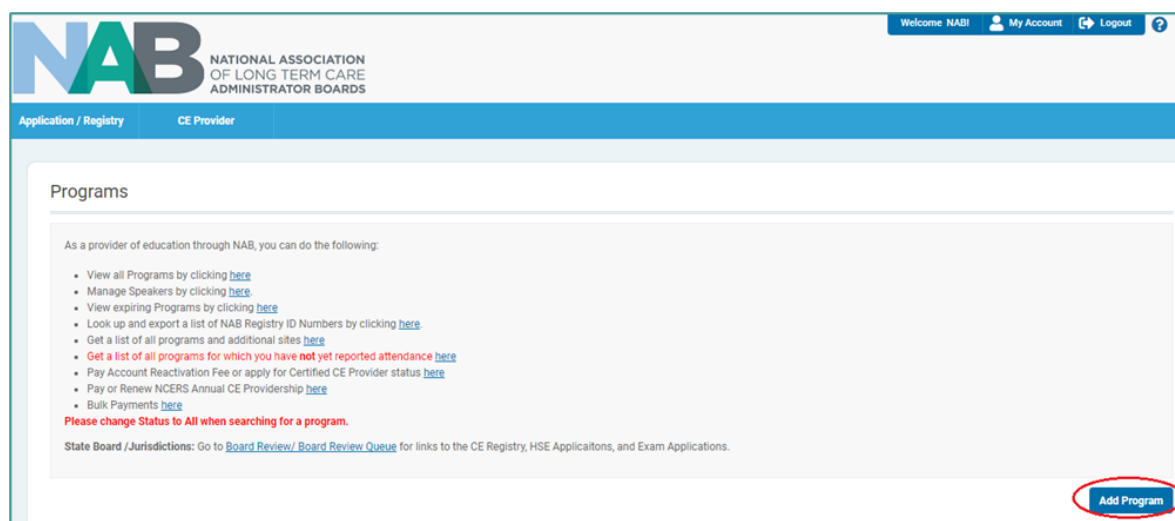 Welcome NAB!
My Account
Logout
?
NAB
NATIONAL ASSOCIATION
OF LONG TERM CARE
ADMINISTRATOR BOARDS
Application / Registry
CE Provider
Programs
As a provider of education through NAB, you can do the following:
View all Programs by clicking here
Manage Speakers by clicking here.
View expiring Programs by clicking here
Look up and export a list of NAB Registry ID Numbers by clicking here.
Get a list of all programs and additional sites here
Get a list of all programs for which you have not yet reported attendance here
Pay Account Reactivation Fee or apply for Certified CE Provider status here
Pay or Renew NCERS Annual CE Providership here
Bulk Payments here
Please change Status to All when searching for a program.
State Board /Jurisdictions: Go to Board Review/ Board Review Queue for links to the CE Registry, HSE Applicaitons, and Exam Applications.
Add Program